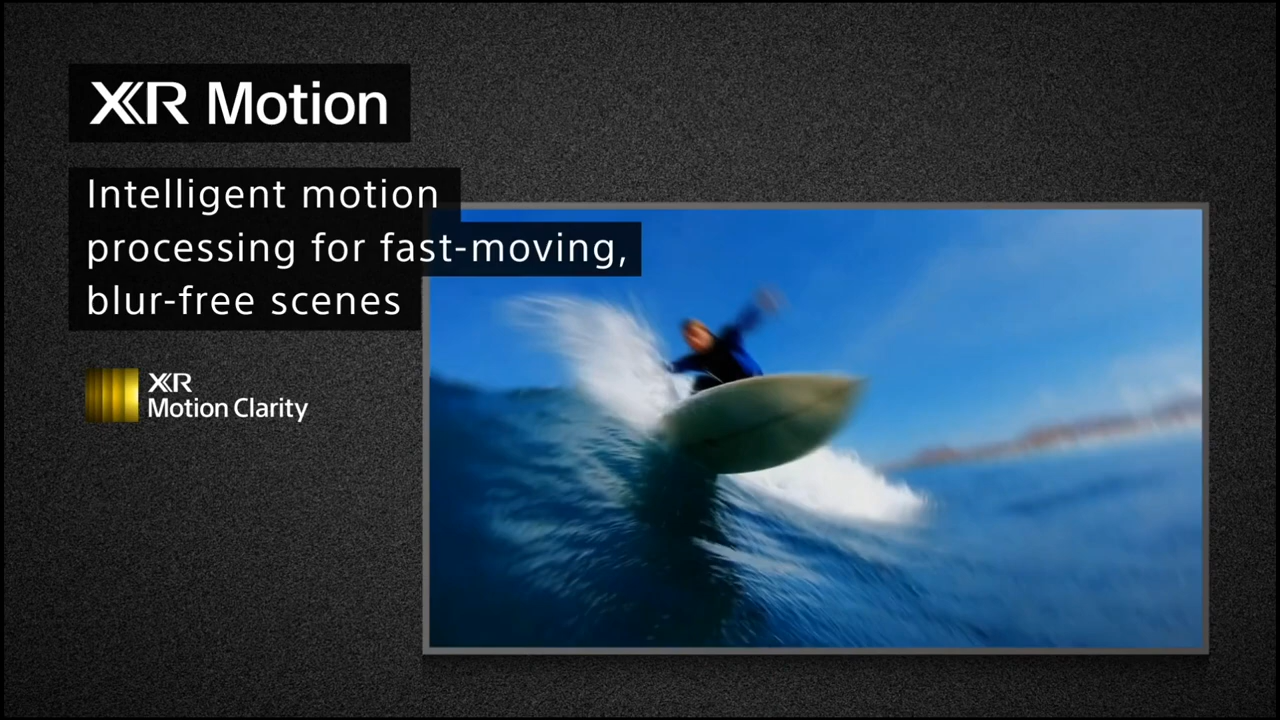 XR Motion
Intelligent motion
processing for fast-moving,
blur-free scenes
XR
Motion Clarity